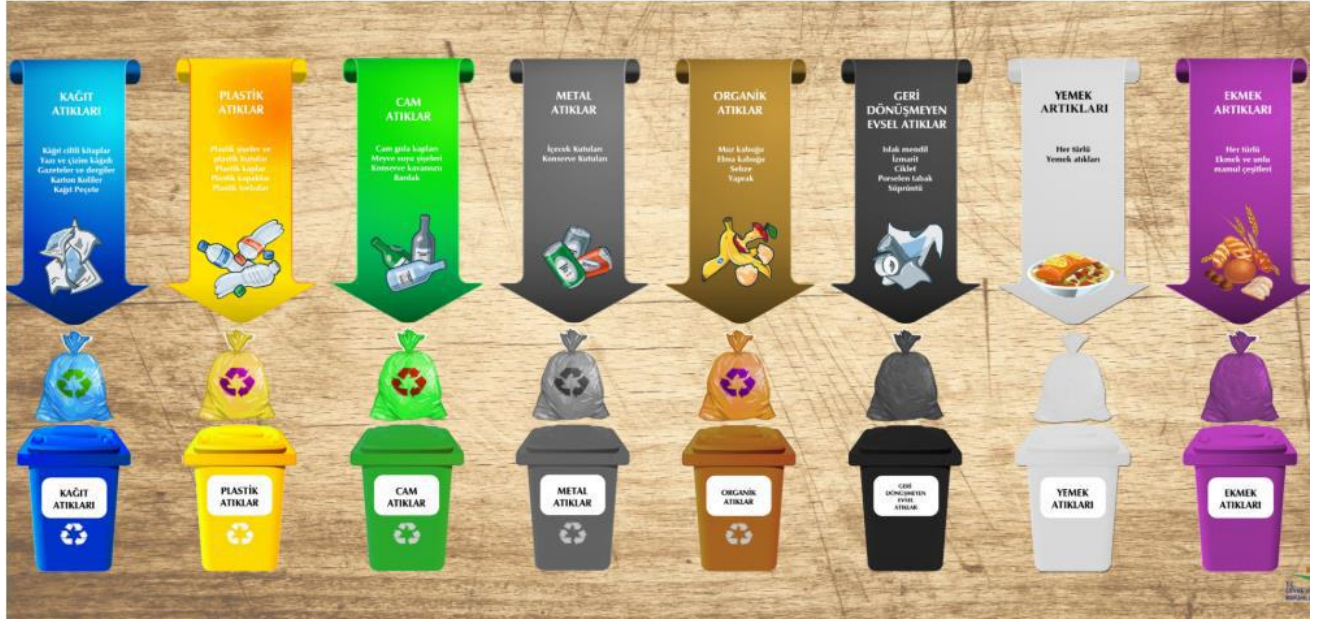 KAĞIT
ATIKLARI
Kâğıt ciltli kitaplar
Yazı ve çizim kâğıdı
Gazeteler ve dergiler
Karton Koliler
Kağıt Peçete
PLASTİK
ATIKLAR
Plastik şişeler ve
plastik kutular
Plastik kaplar
Plastik kapaklar
Plastik torbalar
CAM
ATIKLAR
Cam gıda kapları
Meyve suyu şişeleri
Konserve kavanozu
Bardak
METAL
ATIKLAR
İçecek Kutuları
Konserve Kutuları
ORGANİK
ATIKLAR
Muz kabuğu
Elma kabuğu
Sebze
Yaprak
GERİ
DÖNÜŞMEYEN
EVSEL ATIKLAR
Islak mendil
İzmarit
Ciklet
Porselen tabak
Süprüntü
YEMEK
ARTIKLARI
Her türlü
Yemek atıkları
EKMEK
ARTIKLARI
Her türlü
Ekmek ve unlu
mamul çeşitleri
KAĞIT
ATIKLARI
PLASTİK
ATIKLAR
CAM
ATIKLAR
METAL
ATIKLAR
ORGANİK
ATIKLAR
GERİ
DÖNÜŞMEYEN
EVSEL
ATIKLAR
YEMEK
ATIKLARI
EKMEK
ATIKLARI